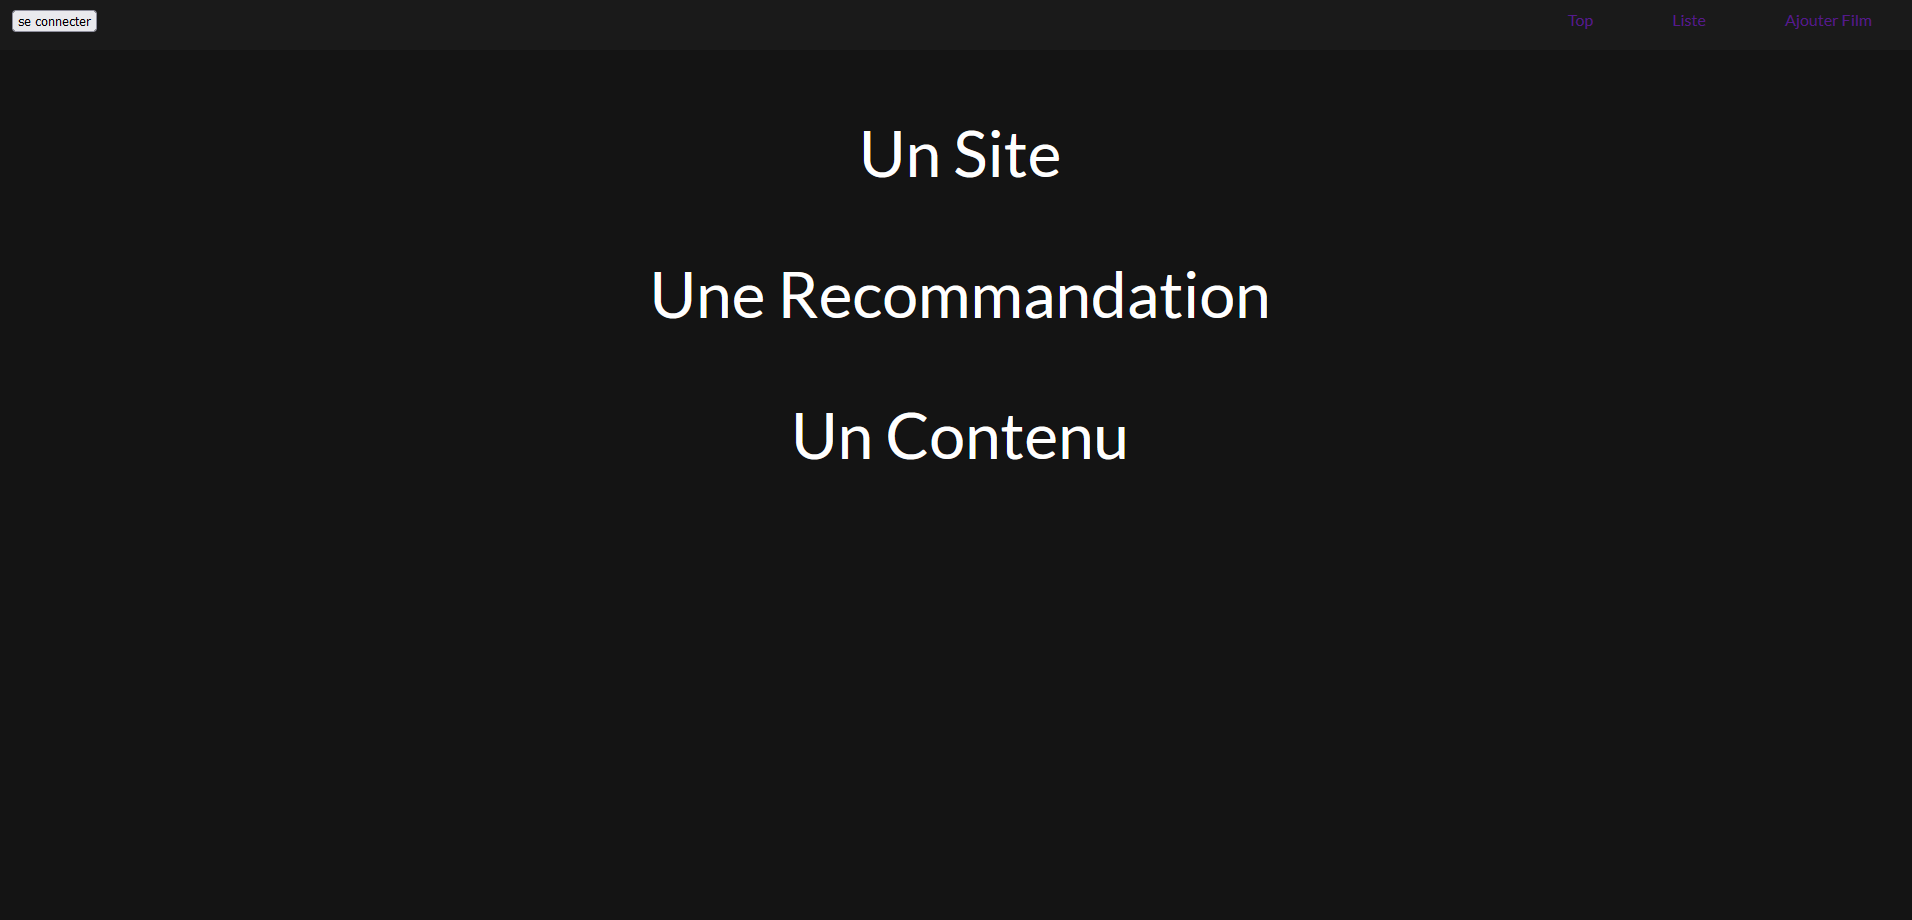 se connecter
Top Liste Ajouter Film
Un Site
Une Recommandation
Un Contenu